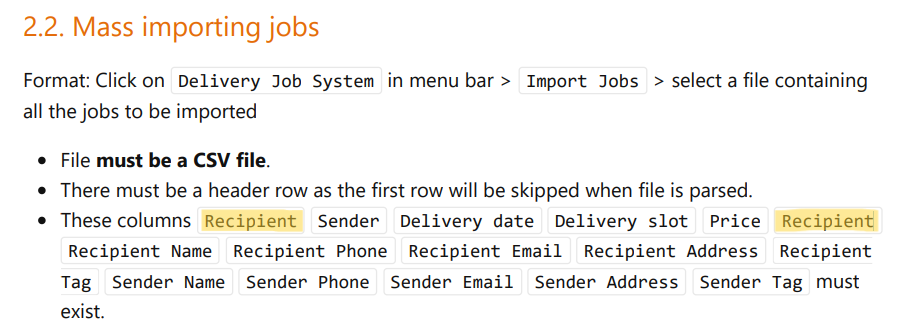 2.2. Mass importing jobs
Format: Click on Delivery Job System in menu bar > Import Jobs > select a file containing
all the jobs to be imported
• File must be a CSV file.
• There must be a header row as the first row will be skipped when file is parsed.
• These columns Recipient Sender Delivery date Delivery slot Price Recipient
Recipient Name Recipient Phone Recipient Email Recipient Address Recipient
Tag Sender Name Sender Phone Sender Email Sender Address Sender Tag must
exist.